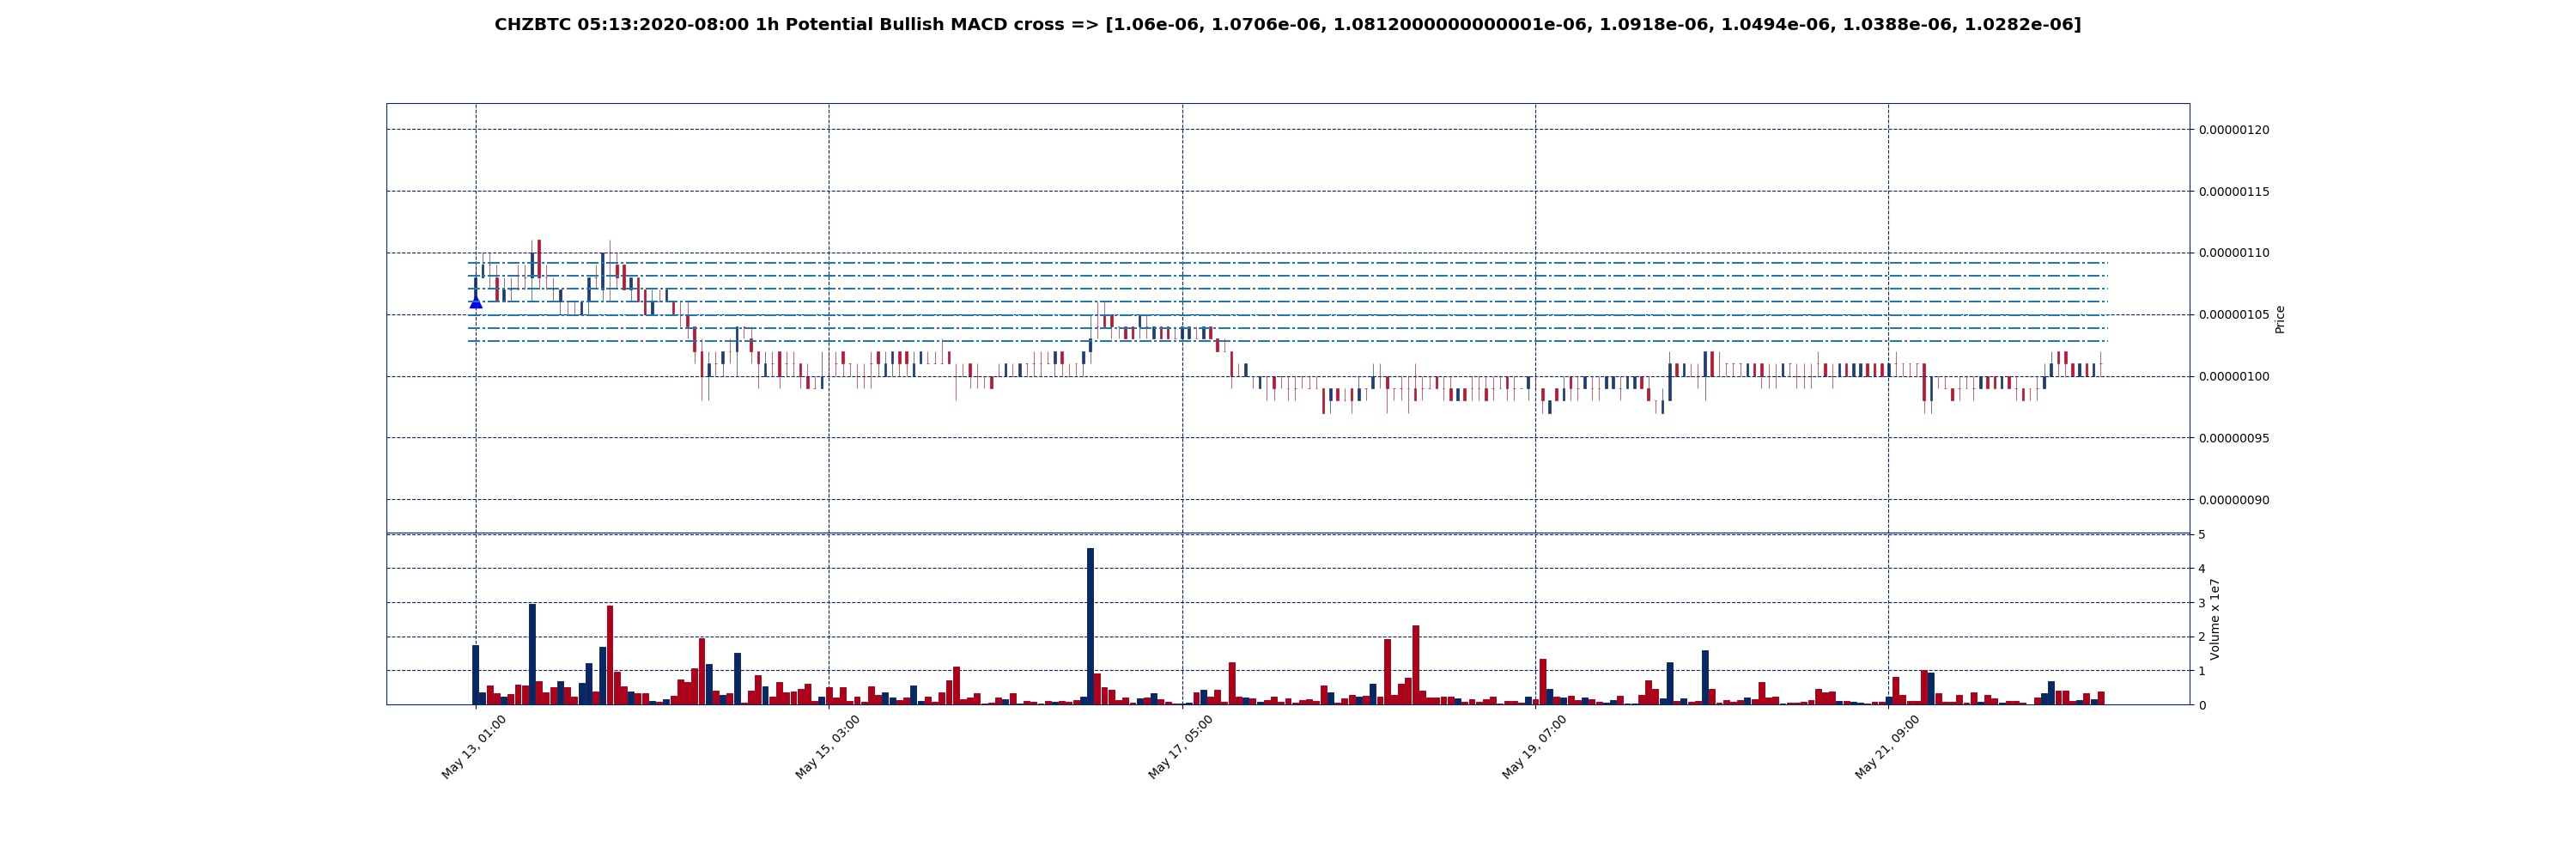 CHZBTC 05:13:2020-08:00 1h Potential Bullish MACD cross => [1.06e-06, 1.0706e-06, 1.0812000000000001e-06, 1.0918e-06, 1.0494e-06, 1.0388e-06, 1.0282e-06]
0.00000120
0.00000115
0.00000110
0.00000105
0.00000100
0.00000095
0.00000090
Price
5
4
3
2
1
0
Volume x 1e7
May 13, 01:00
May 15, 03:00
May 17, 05:00
May 19, 07:00
May 21, 09:00